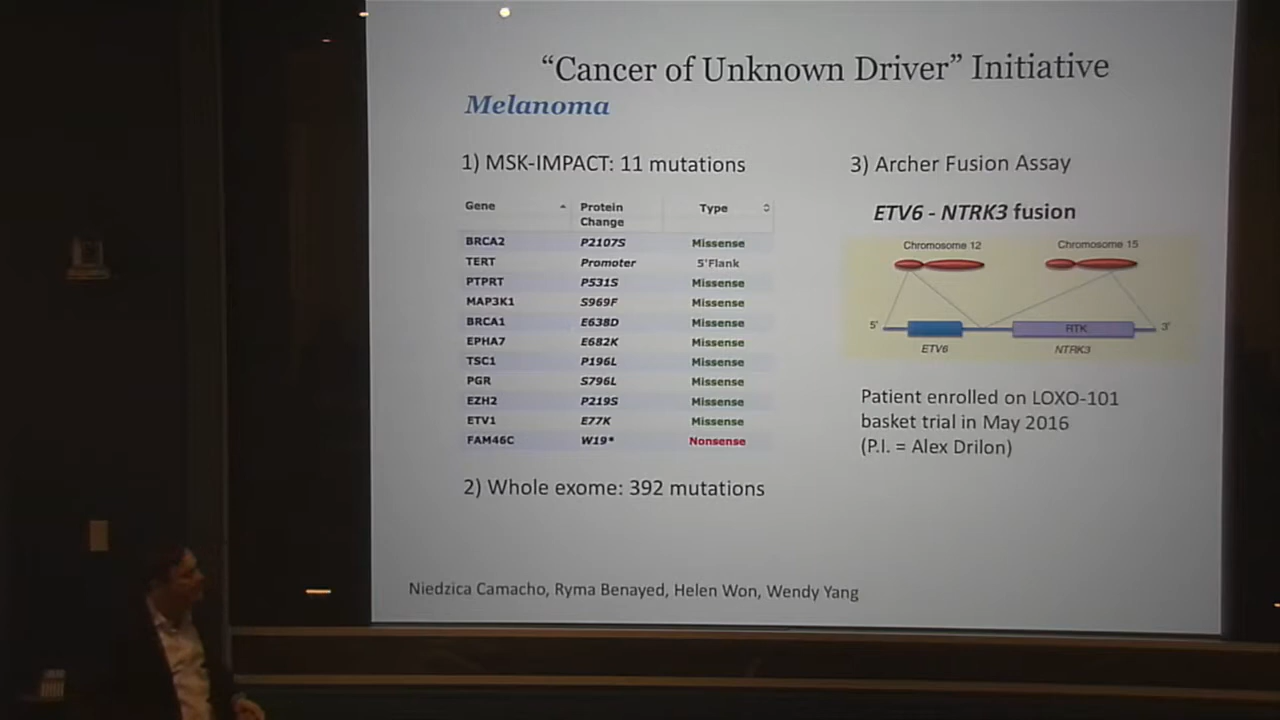 “Cancer of Unknown Driver” Initiative
Melanoma
1) MSK-IMPACT: 11 mutations
Gene Protein Change Type
BRCA2 P2107S Missense
TERT Promoter 5'Flank
PTPRT P531S Missense
MAP3K1 S969F Missense
BRCA1 E638D Missense
EPHA7 E682K Missense
TSC1 P196L Missense
PGR S796L Missense
EZH2 P219S Missense
ETV1 E77K Missense
FAM46C W19* Nonsense
2) Whole exome: 392 mutations
3) Archer Fusion Assay
ETV6 - NTRK3 fusion
Chromosome 12 Chromosome 15
5' RTK 3'
ETV6 NTRK3
Patient enrolled on LOXO-101
basket trial in May 2016
(P.I. = Alex Drilon)
Niedzica Camacho, Ryma Benayed, Helen Won, Wendy Yang